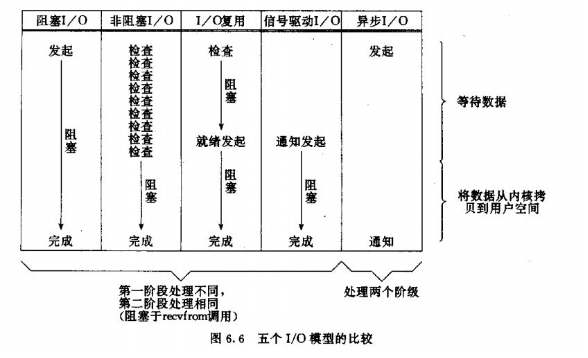 阻塞I/O 非阻塞I/O I/O复用 信号驱动I/O 异步I/O
发起 检查 检查 发起
检查
检查
检查
检查
检查
检查
检查
检查
阻塞
阻塞
等待数据
就绪发起 通知发起
阻塞 阻塞 阻塞
将数据从内核拷
贝到用户空间
完成 完成 完成 完成 通知
第一阶段处理不同，
第二阶段处理相同
(阻塞于recvfrom调用)
处理两个阶级
图 6.6 五个 I/O 模型的比较